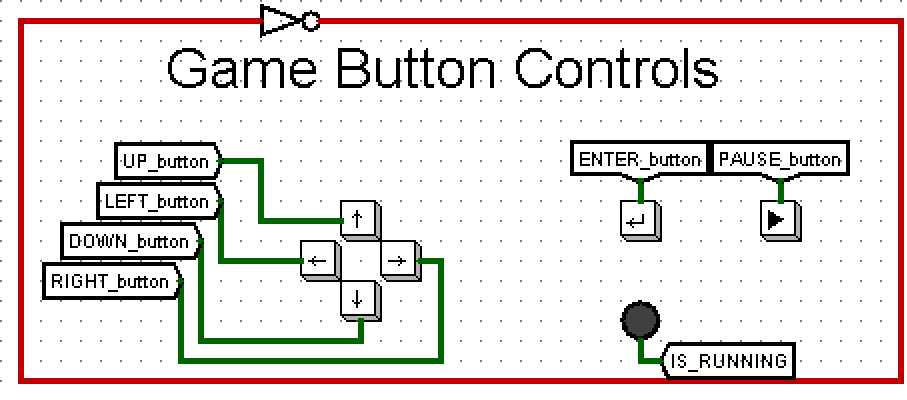 Game Button Controls
UP_button
LEFT_button
DOWN_button
RIGHT_button
ENTER_button
PAUSE_button
IS_RUNNING